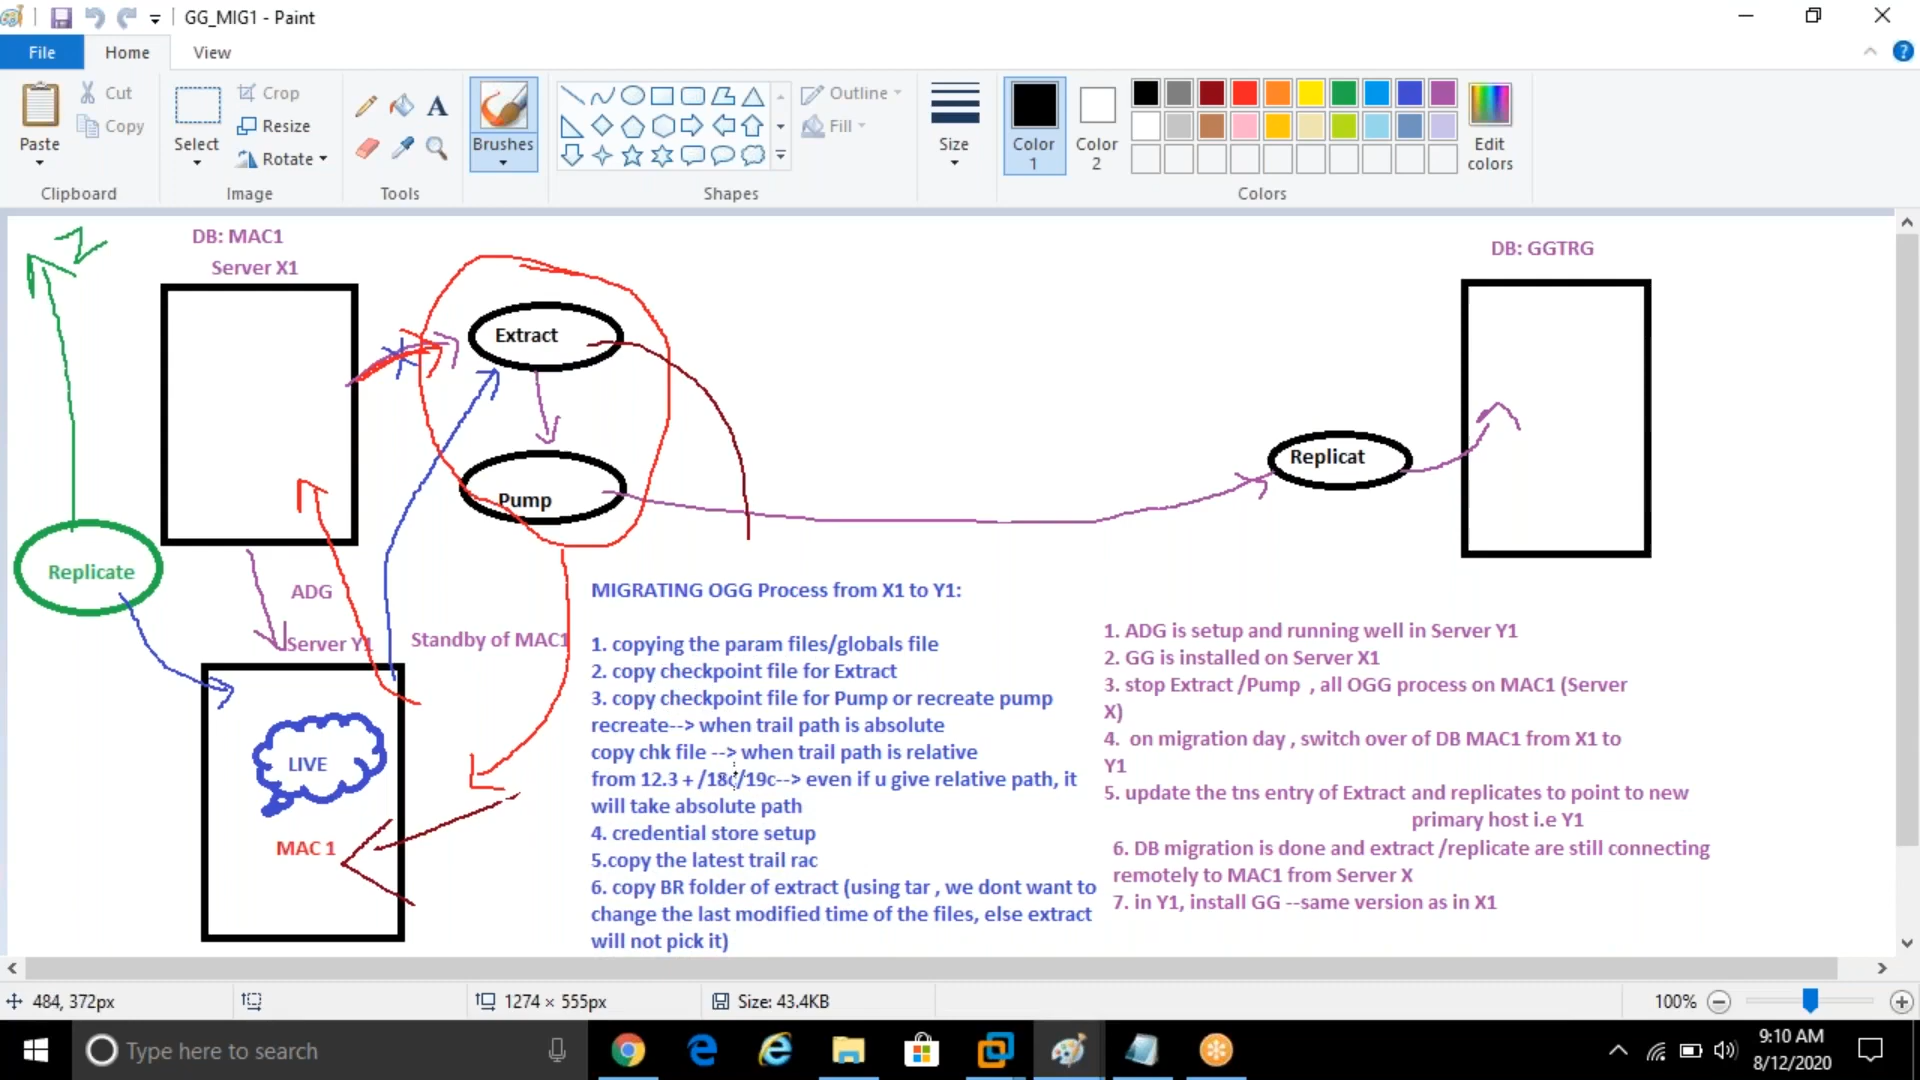 GG_MIG1 - Paint
File
Home
View
Paste
Cut
Copy
Clipboard
Select
Crop
Resize
Rotate
Image
Tools
Brushes
Shapes
Outline
Fill
Size
Color 1
Color 2
Edit colors
Colors
DB: MAC1
Server X1
Extract
Pump
DB: GGTRG
Replicat
Replicate
ADG
Server Y1
Standby of MAC1
LIVE
MAC 1
MIGRATING OGG Process from X1 to Y1:
1. copying the param files/globals file
2. copy checkpoint file for Extract
3. copy checkpoint file for Pump or recreate pump
recreate--> when trail path is absolute
copy chk file --> when trail path is relative
from 12.3 + /18c/19c--> even if u give relative path, it
will take absolute path
4. credential store setup
5.copy the latest trail rac
6. copy BR folder of extract (using tar , we dont want to
change the last modified time of the files, else extract
will not pick it)
1. ADG is setup and running well in Server Y1
2. GG is installed on Server X1
3. stop Extract /Pump , all OGG process on MAC1 (Server
X)
4. on migration day , switch over of DB MAC1 from X1 to
Y1
5. update the tns entry of Extract and replicates to point to new
primary host i.e Y1
6. DB migration is done and extract /replicate are still connecting
remotely to MAC1 from Server X
7. in Y1, install GG --same version as in X1
484, 372px
1274 × 555px
Size: 43.4KB
100%
Type here to search
9:10 AM
8/12/2020